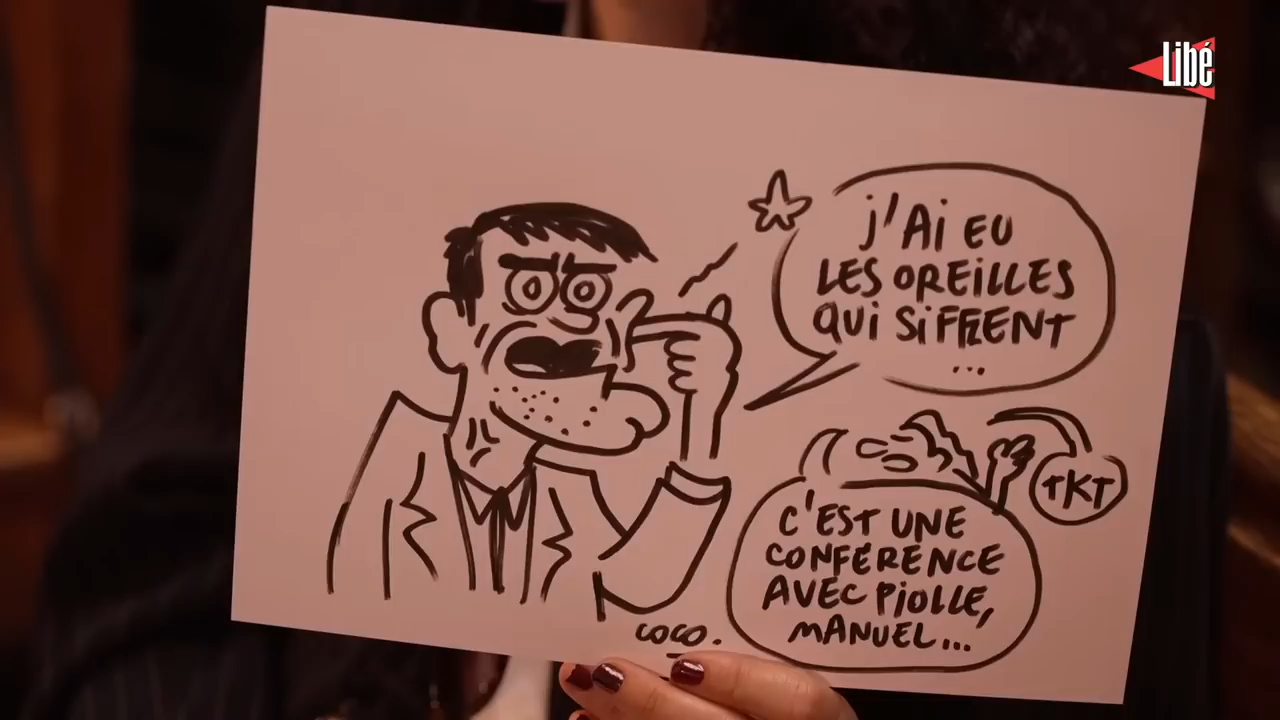 Libé
J'Ai EU
LES OREiLLES
QUi SiFFLENT
...
TKT
C'EST UNE
CONFÉRENCE
AVEC PiOLLE,
MANUEL...
COCO.